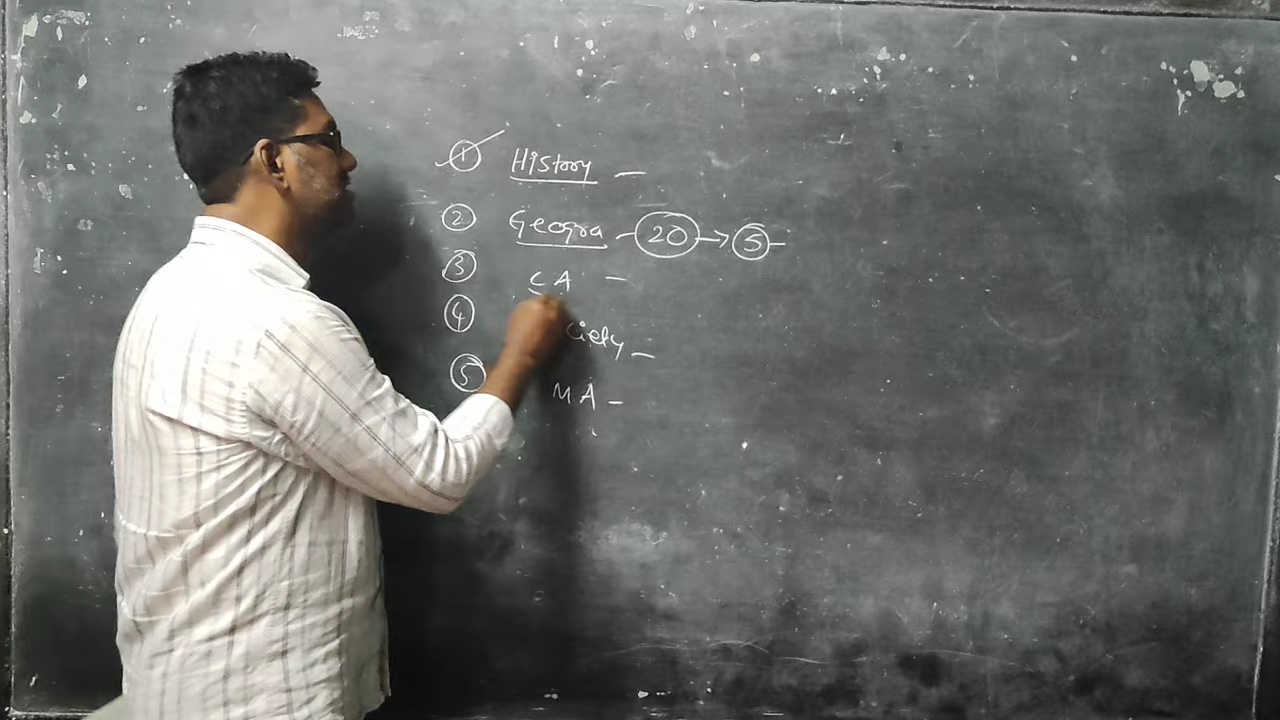 ① History –
② Geogra – 20 → 5 –
③ CA –
④ ciety –
⑤ MA –